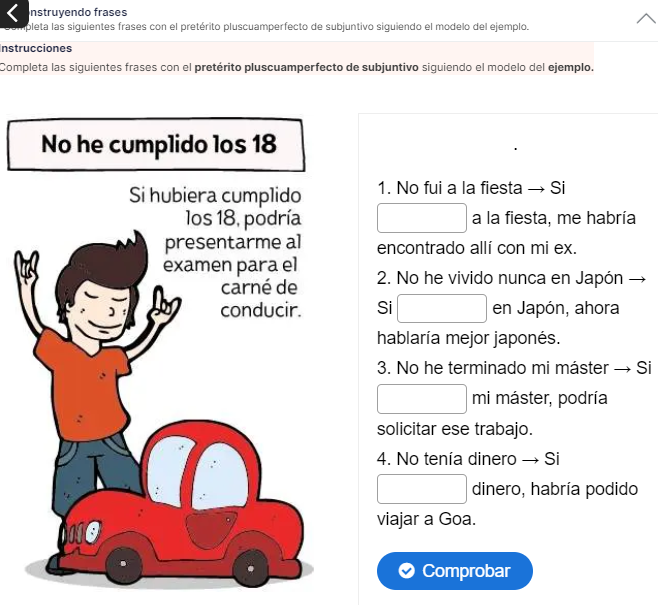 nstruyendo frases
mpleta las siguientes frases con el pretérito pluscuamperfecto de subjuntivo siguiendo el modelo del ejemplo.
Instrucciones
Completa las siguientes frases con el pretérito pluscuamperfecto de subjuntivo siguiendo el modelo del ejemplo.
No he cumplido los 18
Si hubiera cumplido
los 18, podría
presentarme al
examen para el
carné de
conducir.
.
1. No fui a la fiesta → Si
a la fiesta, me habría
encontrado allí con mi ex.
2. No he vivido nunca en Japón →
Si en Japón, ahora
hablaría mejor japonés.
3. No he terminado mi máster → Si
mi máster, podría
solicitar ese trabajo.
4. No tenía dinero → Si
dinero, habría podido
viajar a Goa.
Comprobar